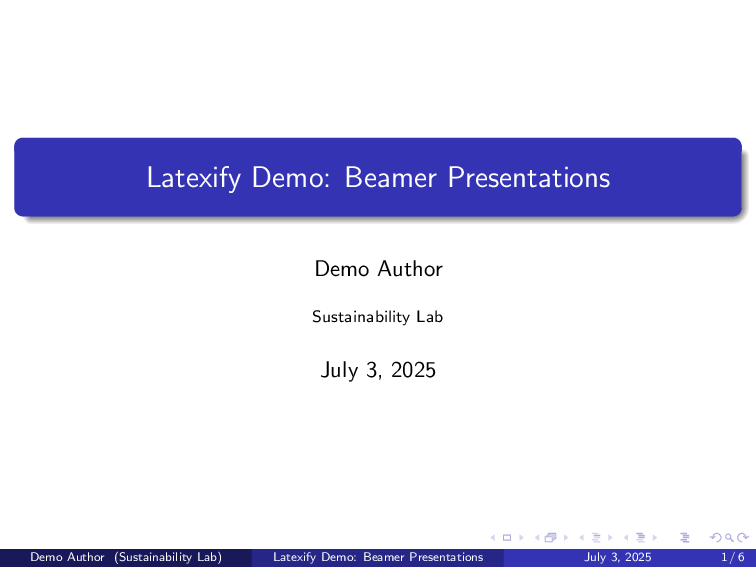 Latexify Demo: Beamer Presentations
Demo Author
Sustainability Lab
July 3, 2025
Demo Author (Sustainability Lab) Latexify Demo: Beamer Presentations July 3, 2025 1 / 6